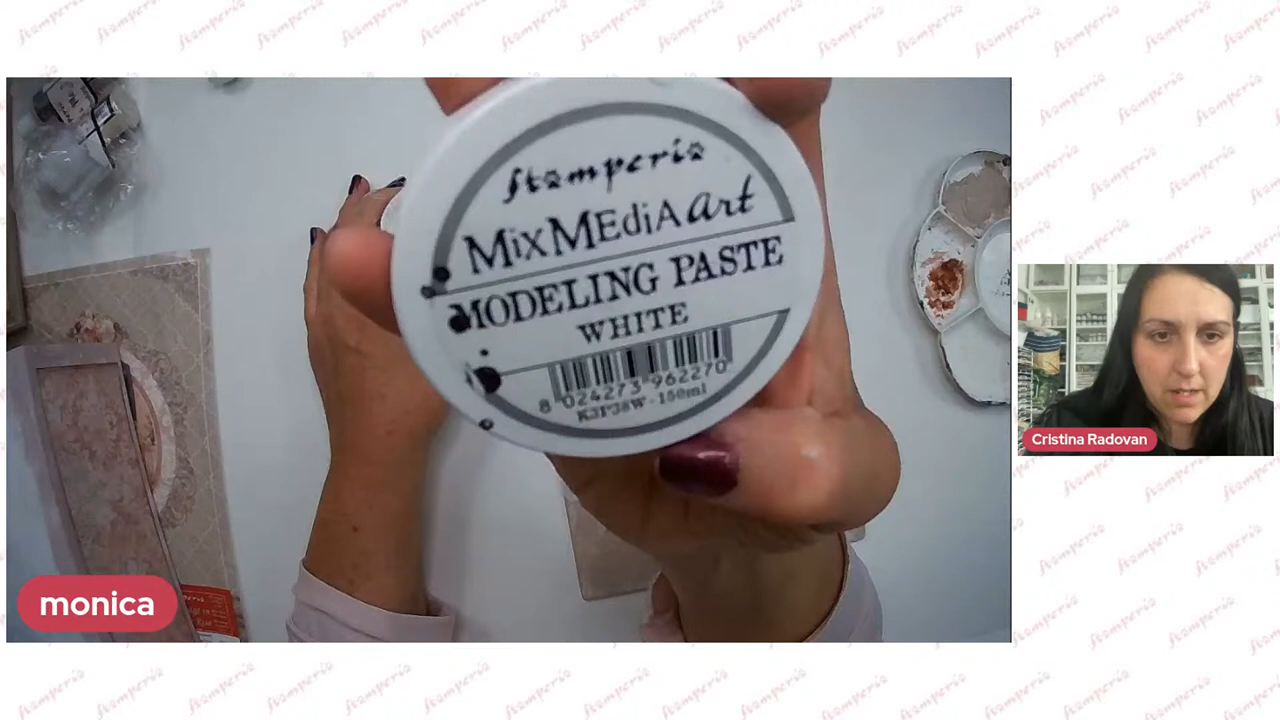 Stamperia
MixMEdiA Art
MODELING PASTE
WHITE
8 024273 962270
K3P38W - 150ml
monica
Cristina Radovan